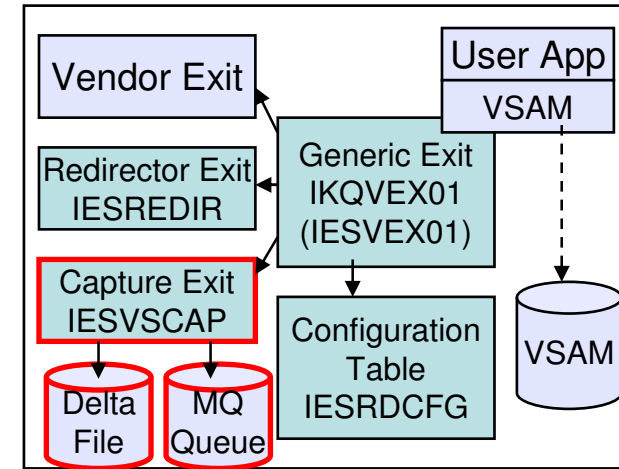 Vendor Exit
User App
VSAM
Redirector Exit
IESREDIR
Generic Exit
IKQVEX01
(IESVEX01)
Capture Exit
IESVSCAP
Configuration
Table
IESRDCFG
VSAM
Delta
File
MQ
Queue